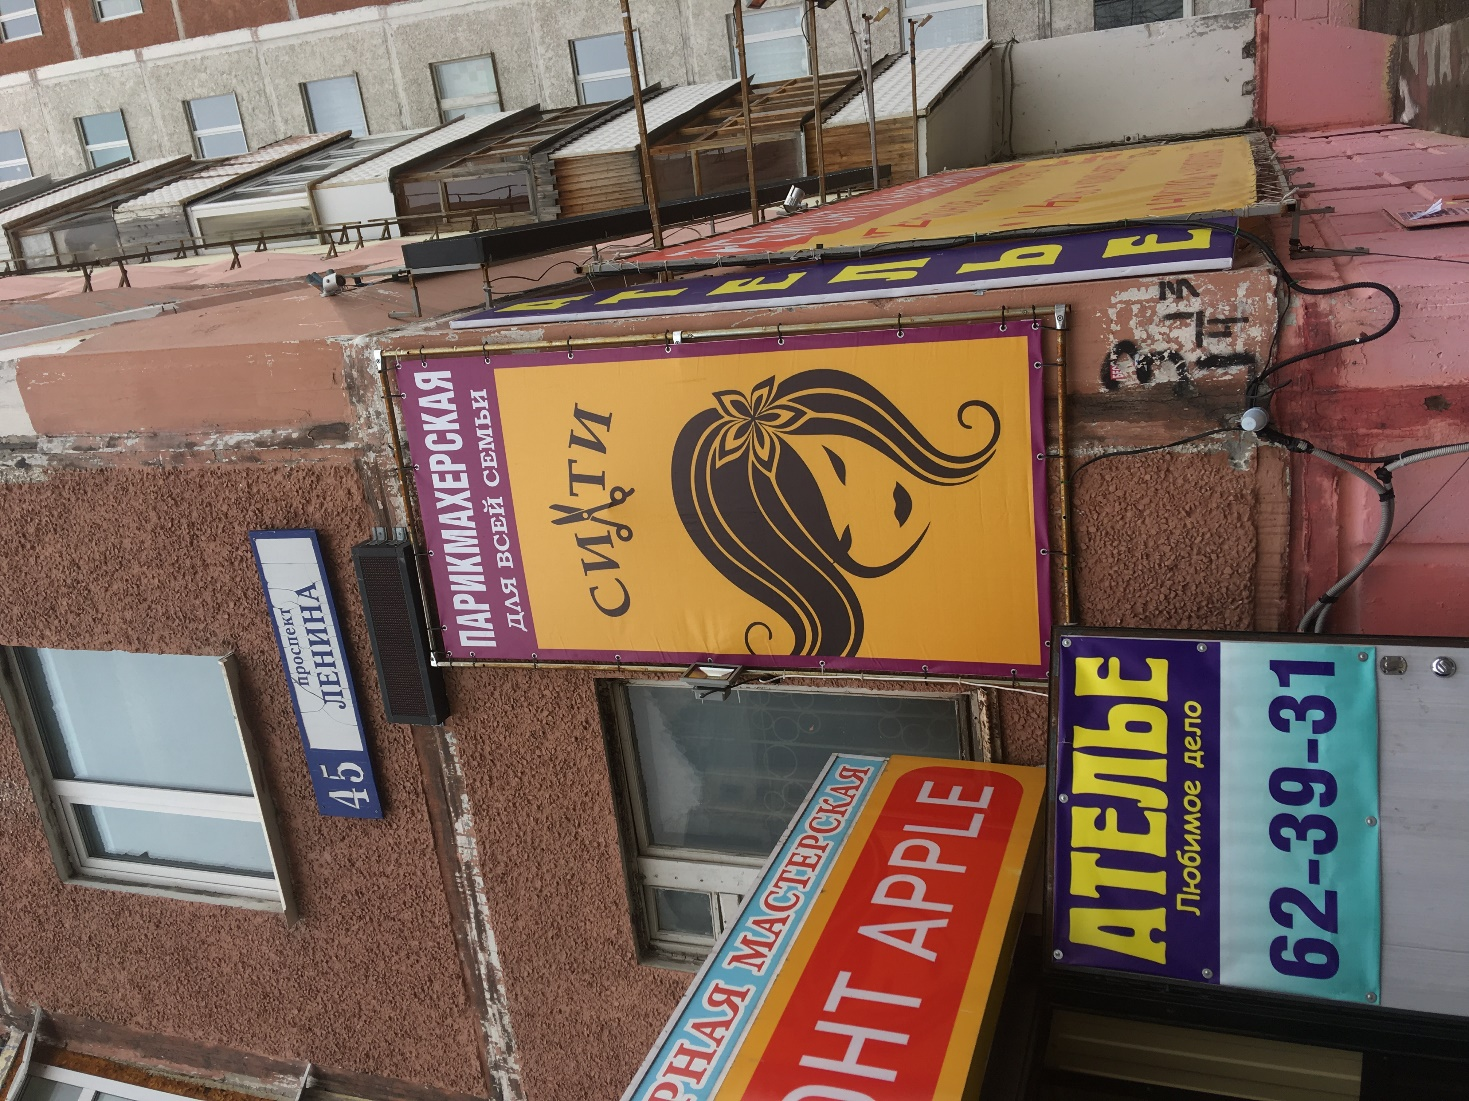 проспект
ЛЕНИНА
45
ПАРИКМАХЕРСКАЯ
ДЛЯ ВСЕЙ СЕМЬИ
СИТИ
АТЕЛЬЕ
РНАЯ МАСТЕРСКАЯ
ОНТ APPLE
АТЕЛЬЕ
Любимое дело
62-39-31